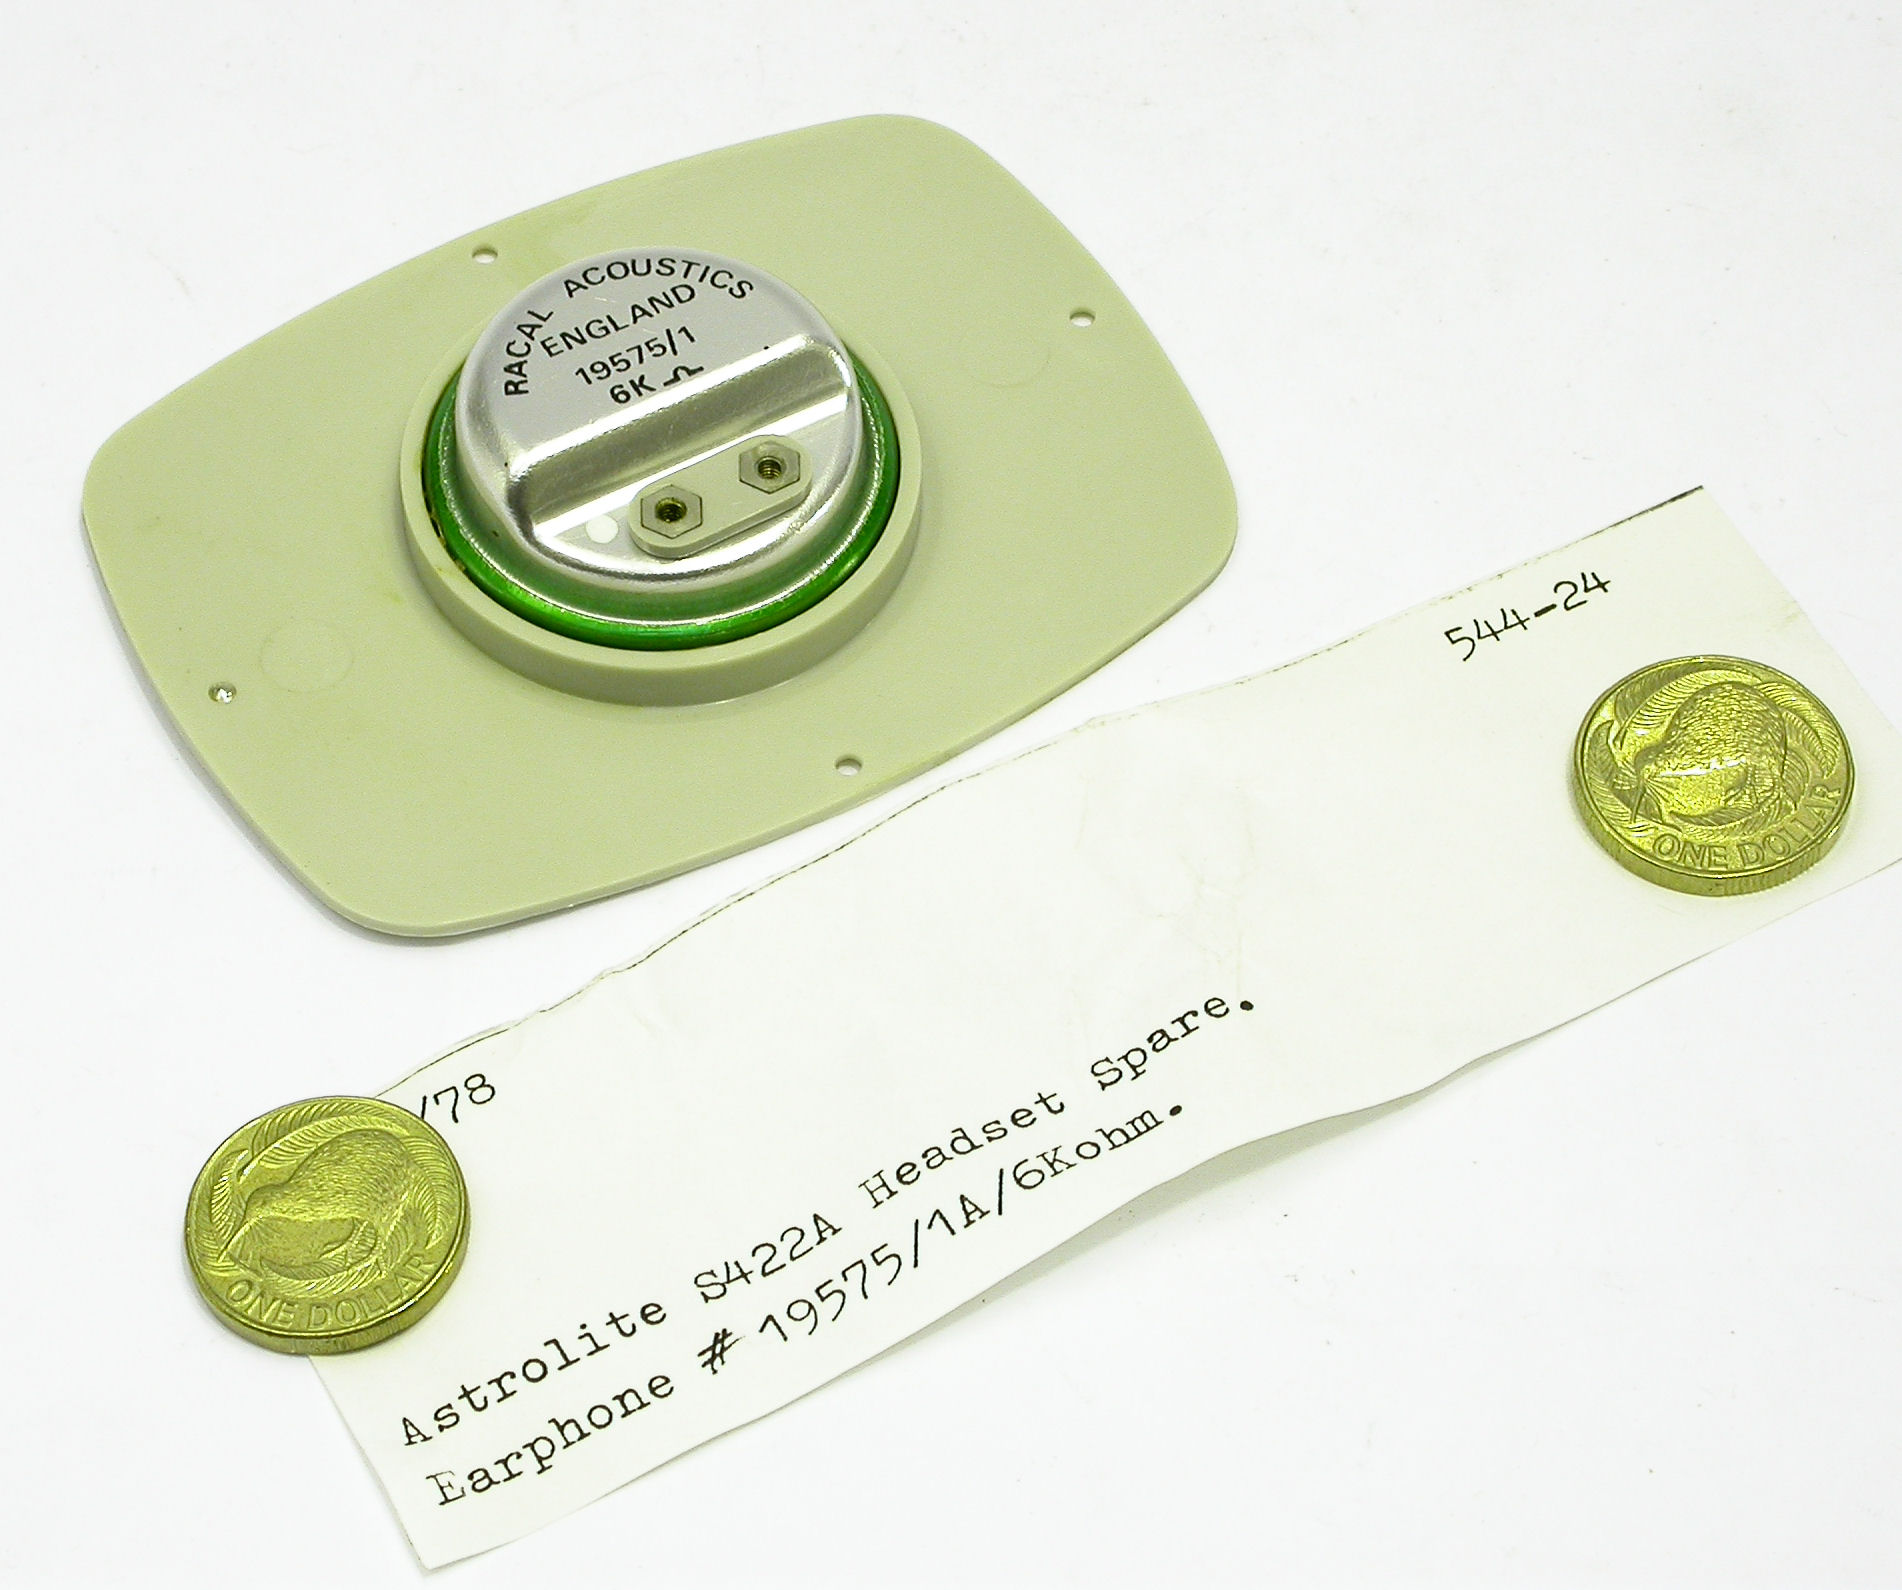 RACAL ACOUSTICS
ENGLAND
19575/1
6K Ω
544-24
ONE DOLLAR
/78
Astrolite S422A Headset Spare.
Earphone # 19575/1A/6Kohm.
ONE DOLLAR